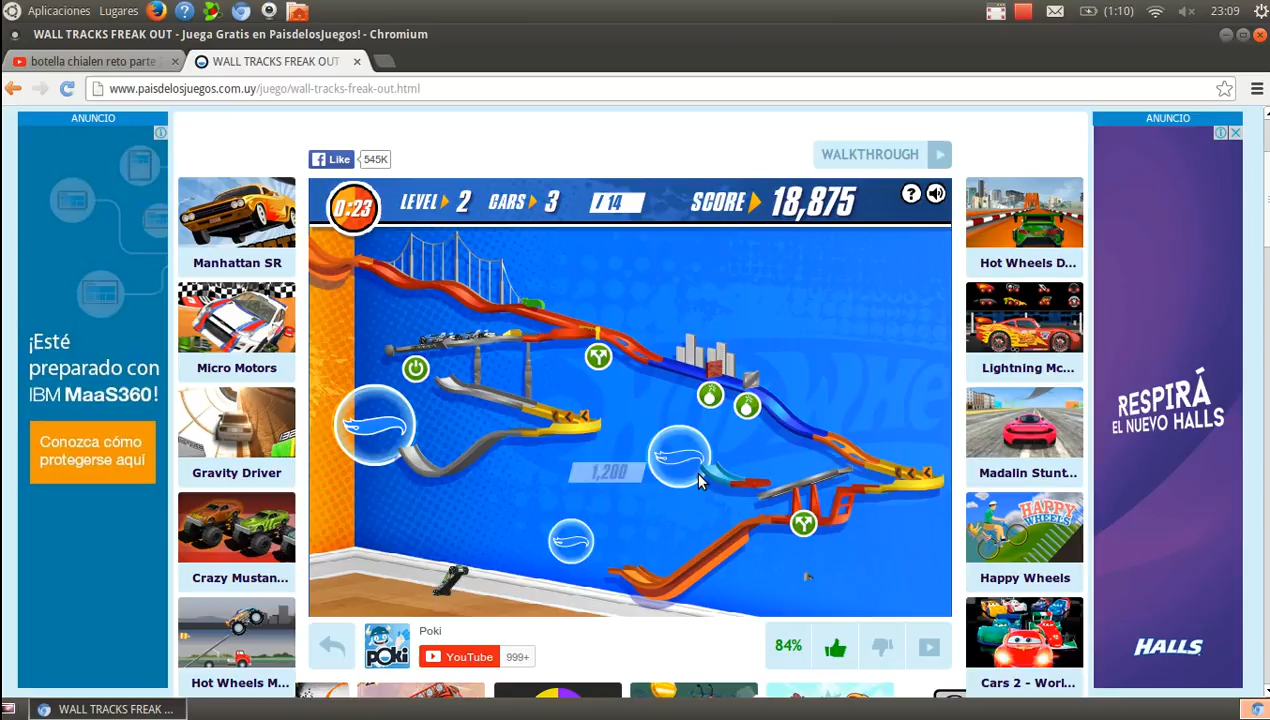 Aplicaciones Lugares
(1:10) 23:09
WALL TRACKS FREAK OUT - Juega Gratis en PaisdelosJuegos! - Chromium
botella chialen reto parte
WALL TRACKS FREAK OUT
www.paisdelosjuegos.com.uy/juego/wall-tracks-freak-out.html
ANUNCIO
¡Esté
preparado con
IBM MaaS360!
Conozca cómo
protegerse aquí
Manhattan SR
Micro Motors
Gravity Driver
Crazy Mustan...
Hot Wheels M...
Like 545K
WALKTHROUGH
0:23 LEVEL 2 CARS 3 / 14 SCORE 18,875
?
1,200
Poki
poki
YouTube 999+
84%
Hot Wheels D...
Lightning Mc...
Madalin Stunt...
HAPPY
WHEELS
Happy Wheels
Cars 2 - Worl...
ANUNCIO
RESPIRÁ
EL NUEVO HALLS
HALLS
WALL TRACKS FREAK ...